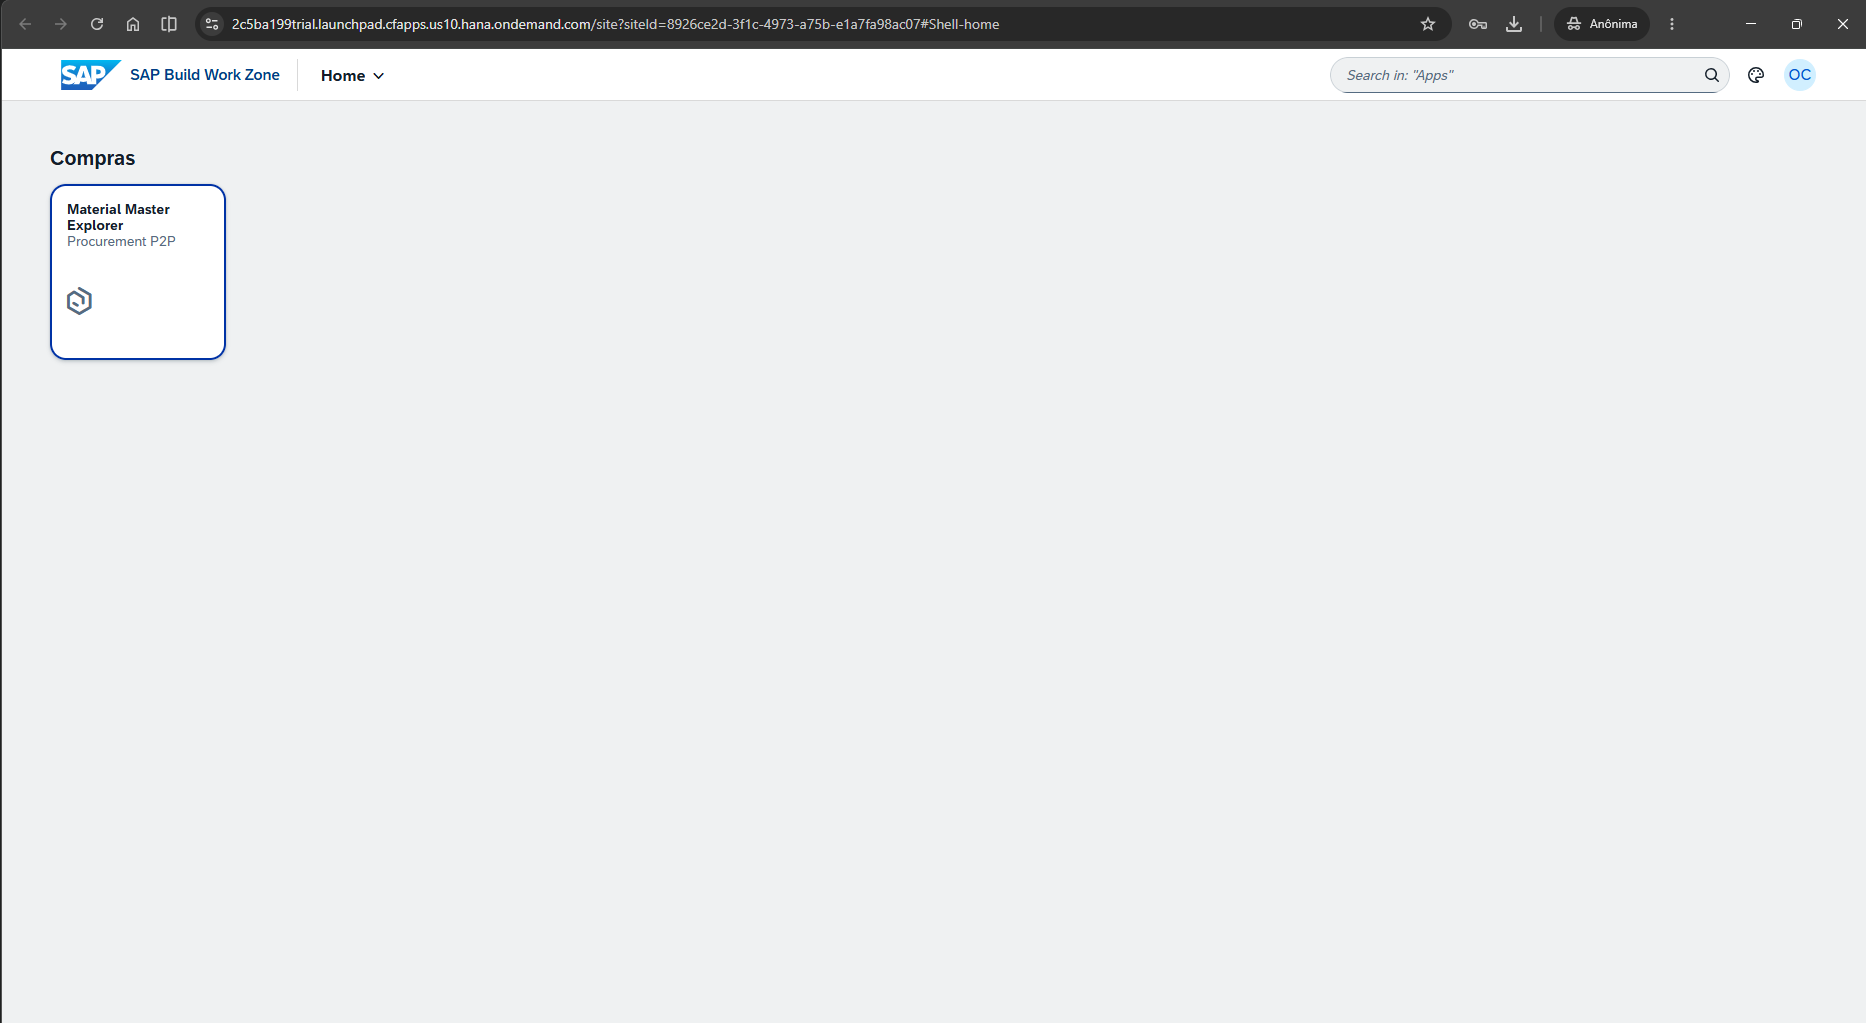 2c5ba199trial.launchpad.cfapps.us10.hana.ondemand.com/site?siteId=8926ce2d-3f1c-4973-a75b-e1a7fa98ac07#Shell-home
Anônima
SAP
SAP Build Work Zone
Home
Search in: "Apps"
OC
Compras
Material Master
Explorer
Procurement P2P